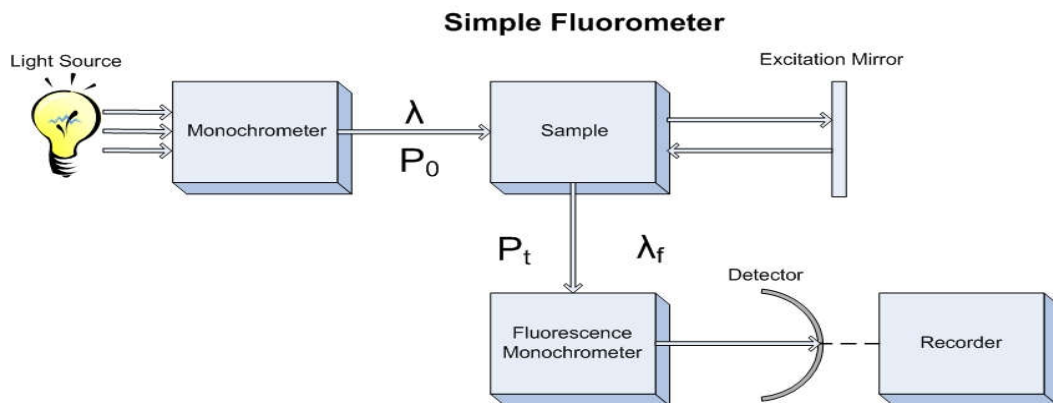 Simple Fluorometer
Light Source
Excitation Mirror
Monochrometer
λ
P₀
Sample
Pₜ
λf
Detector
Fluorescence
Monochrometer
Recorder